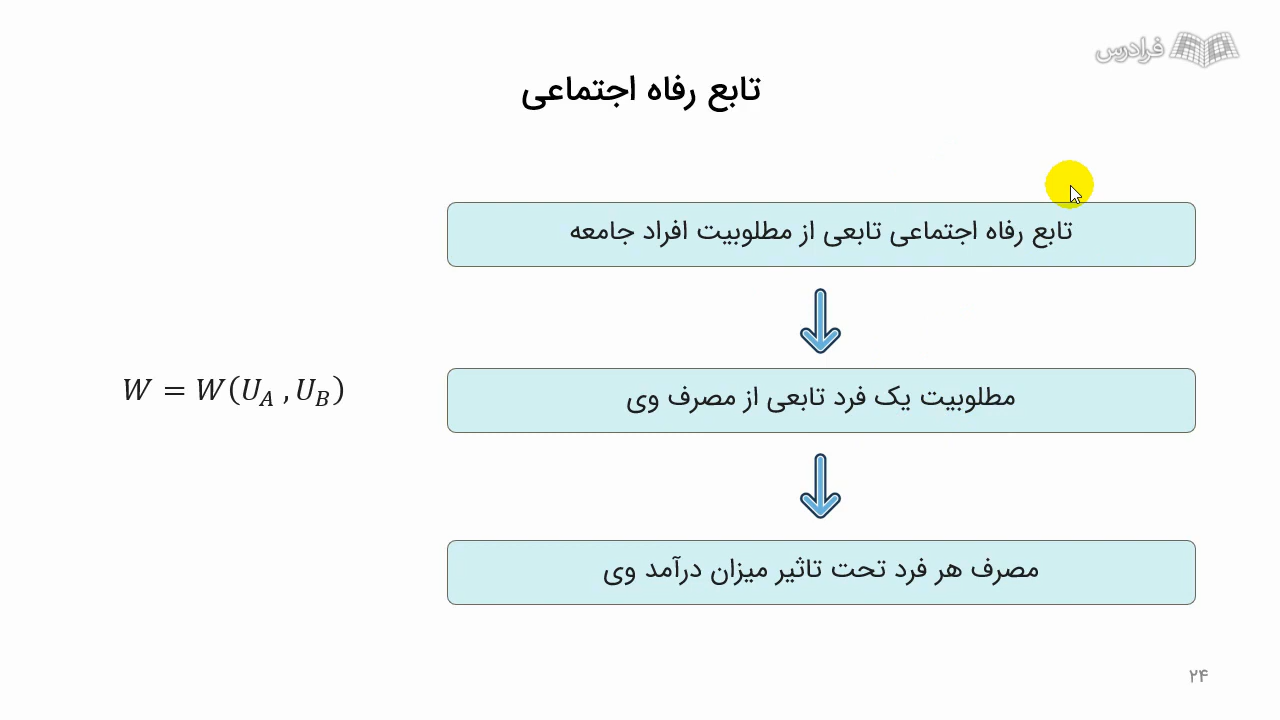 فرادرس
تابع رفاه اجتماعی
تابع رفاه اجتماعی تابعی از مطلوبیت افراد جامعه
مطلوبیت یک فرد تابعی از مصرف وی
W = W(U_A , U_B)
مصرف هر فرد تحت تاثیر میزان درآمد وی
۲۴